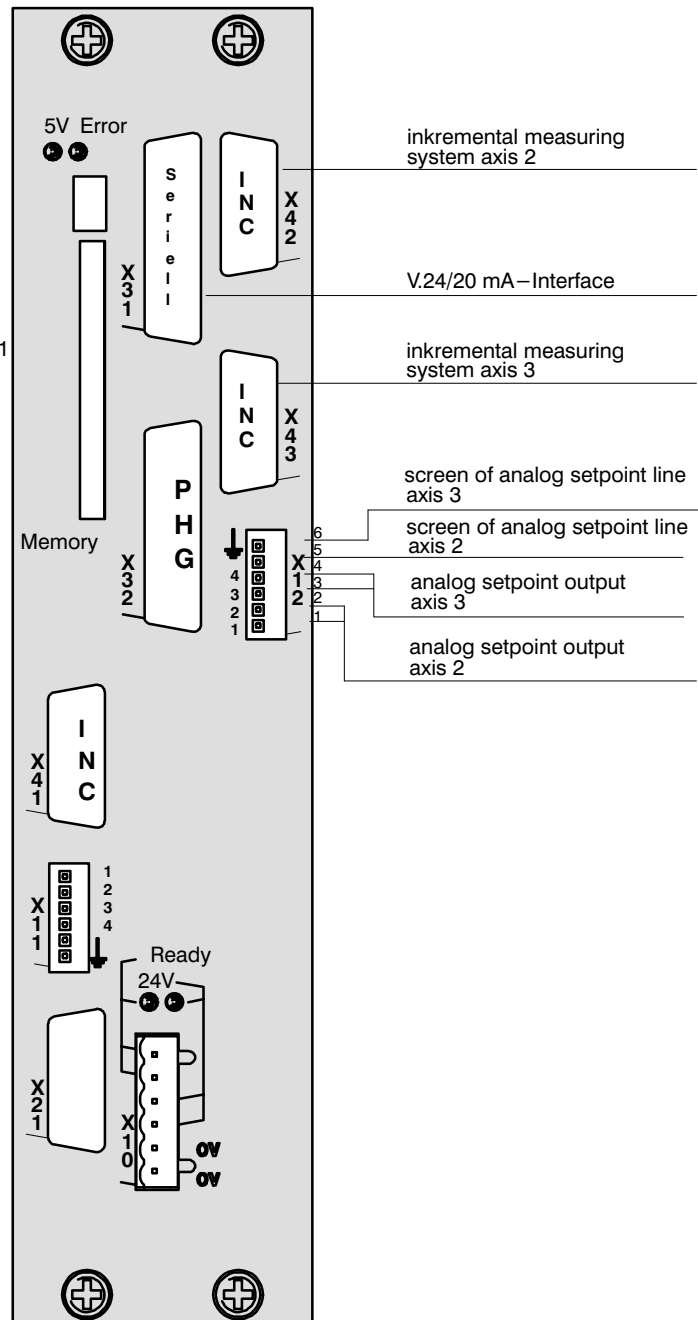 5V Error
Seriell
INC
X42
inkremental measuring
system axis 2
X31
V.24/20 mA–Interface
1
inkremental measuring
system axis 3
INC
X43
PHG
X32
Memory
screen of analog setpoint line
axis 3
screen of analog setpoint line
axis 2
analog setpoint output
axis 3
analog setpoint output
axis 2
4
3
2
1
X12
6
5
4
3
2
1
INC
X41
X11
1
2
3
4
Ready
24V
X21
X10
0V
0V